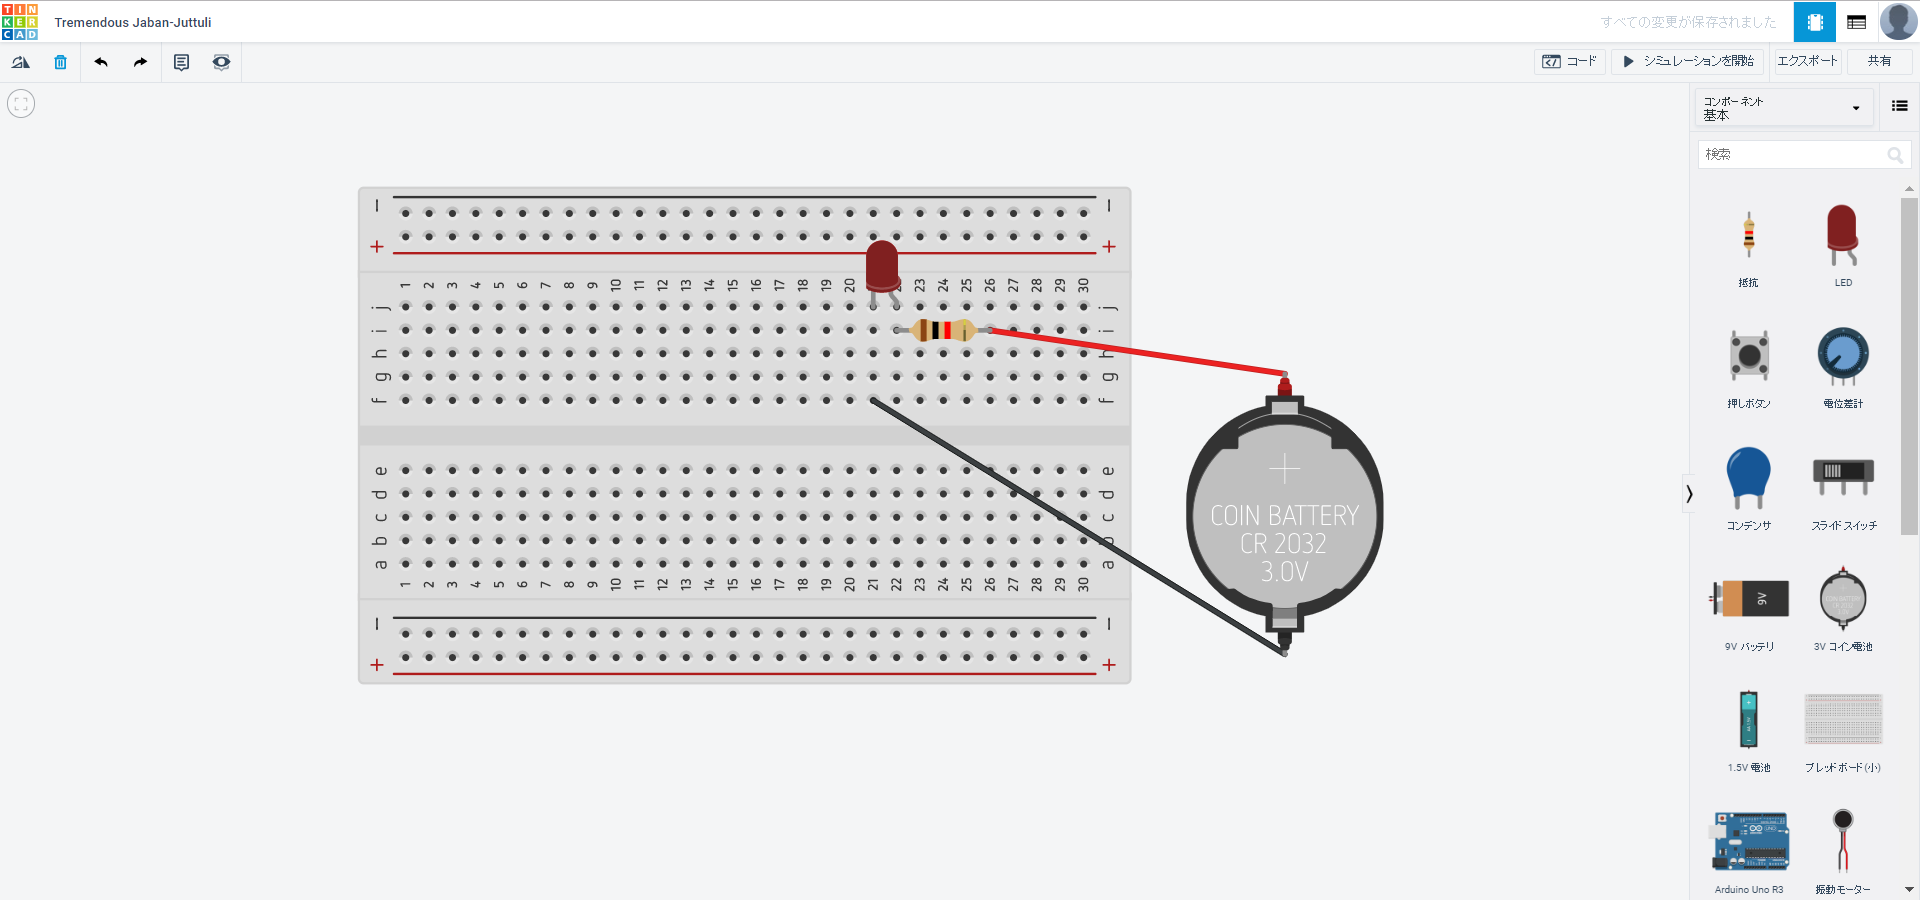 TINKERCAD
Tremendous Jaban-Juttuli
すべての変更が保存されました
コード
シミュレーションを開始
エクスポート
共有
コンポーネント
基本
検索
抵抗
LED
押しボタン
電位差計
コンデンサ
スライド スイッチ
9V
9V バッテリ
3V コイン電池
1.5V 電池
ブレッドボード(小)
Arduino Uno R3
振動モーター
− −
+ +
1 2 3 4 5 6 7 8 9 10 11 12 13 14 15 16 17 18 19 20 23 24 25 26 27 28 29 30
j j
i i
h h
g g
f f
e e
d d
c c
b b
a a
1 2 3 4 5 6 7 8 9 10 11 12 13 14 15 16 17 18 19 20 21 22 23 24 25 26 27 28 29 30
− −
+ +
COIN BATTERY
CR 2032
3.0V